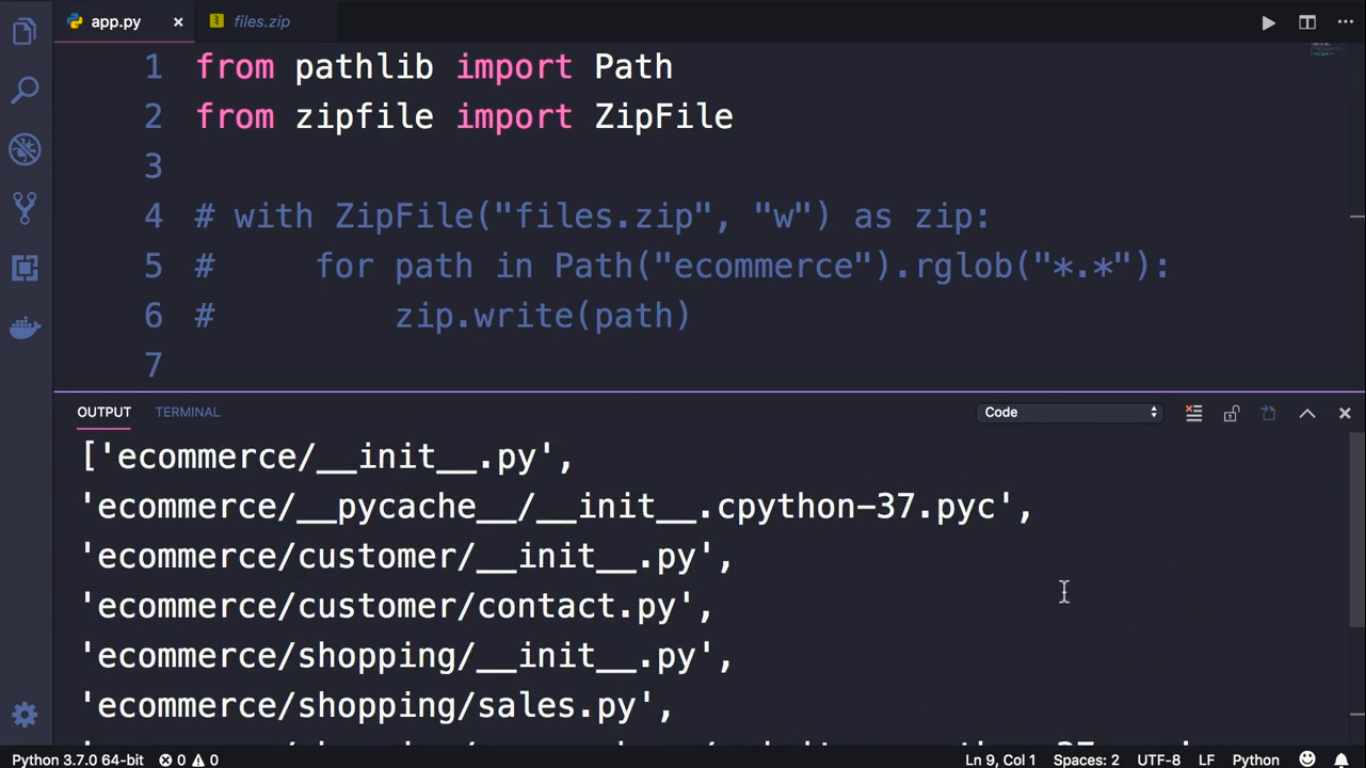 app.py × files.zip
1 from pathlib import Path
2 from zipfile import ZipFile
3
4 # with ZipFile("files.zip", "w") as zip:
5 #     for path in Path("ecommerce").rglob("*.*"):
6 #         zip.write(path)
7
OUTPUT TERMINAL Code
['ecommerce/__init__.py',
'ecommerce/__pycache__/__init__.cpython-37.pyc',
'ecommerce/customer/__init__.py',
'ecommerce/customer/contact.py',
'ecommerce/shopping/__init__.py',
'ecommerce/shopping/sales.py',
Python 3.7.0 64-bit 0 0 Ln 9, Col 1 Spaces: 2 UTF-8 LF Python